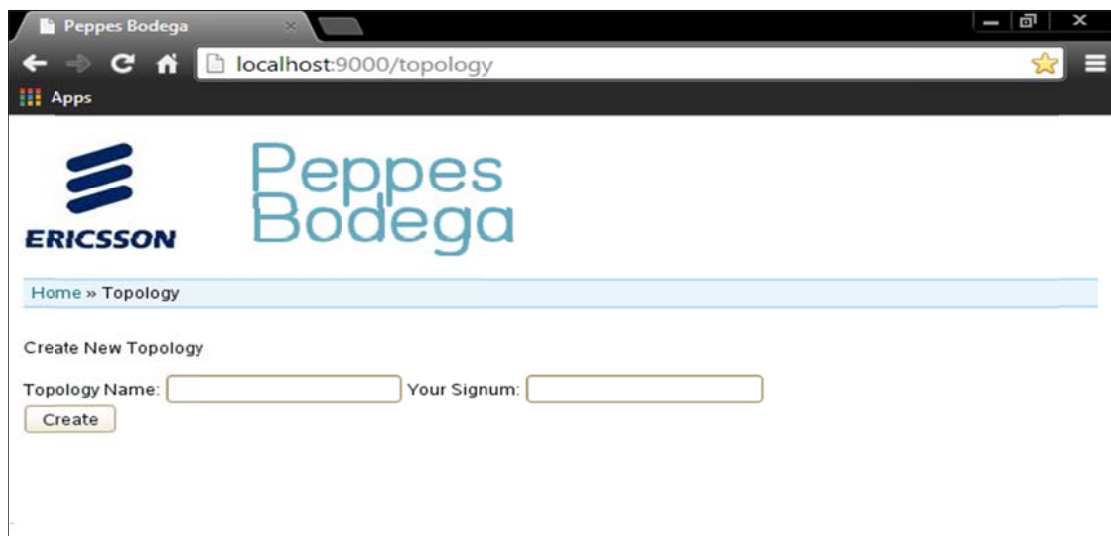 Peppes Bodega
localhost:9000/topology
Apps
ERICSSON
Peppes
Bodega
Home » Topology
Create New Topology
Topology Name: Your Signum:
Create